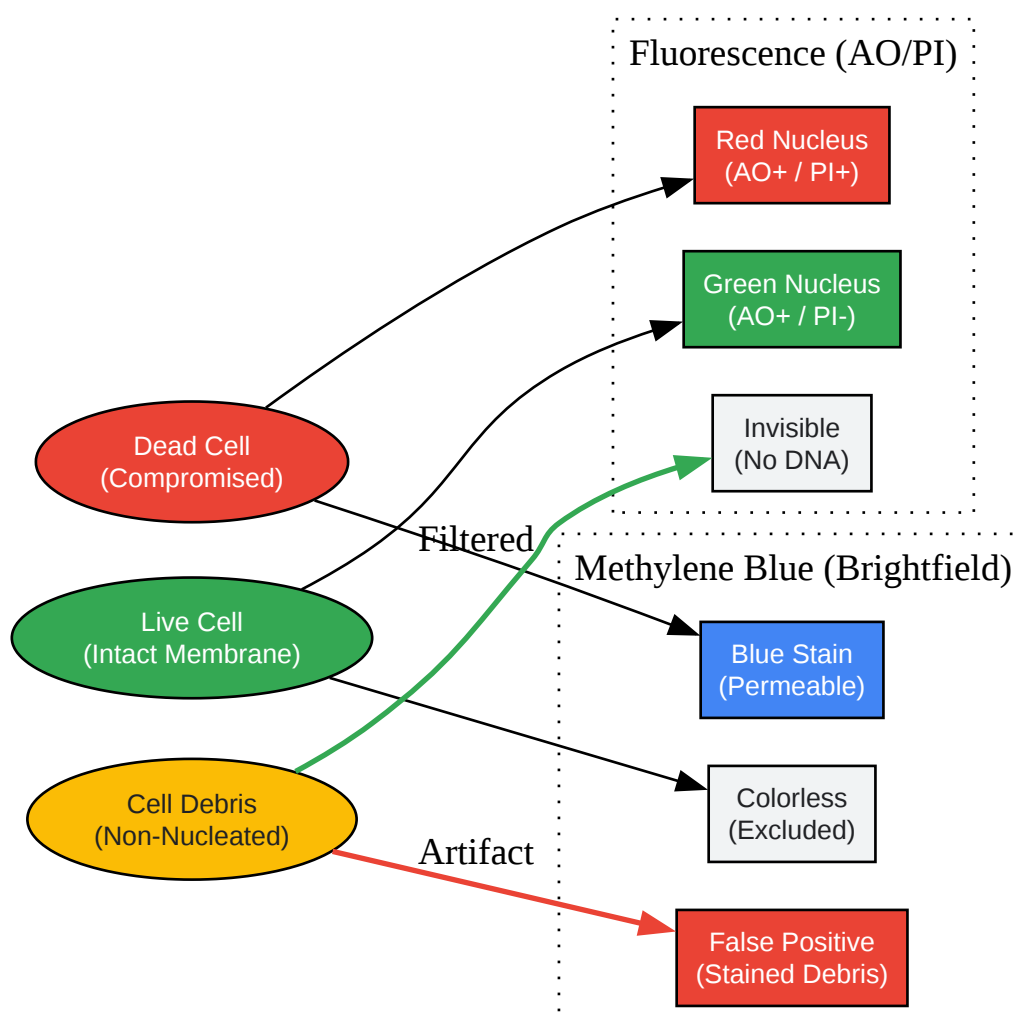 Fluorescence (AO/PI)
Red Nucleus
(AO+ / PI+)
Green Nucleus
(AO+ / PI-)
Invisible
(No DNA)
Dead Cell
(Compromised)
Filtered
Methylene Blue (Brightfield)
Live Cell
(Intact Membrane)
Blue Stain
(Permeable)
Cell Debris
(Non-Nucleated)
Colorless
(Excluded)
Artifact
False Positive
(Stained Debris)